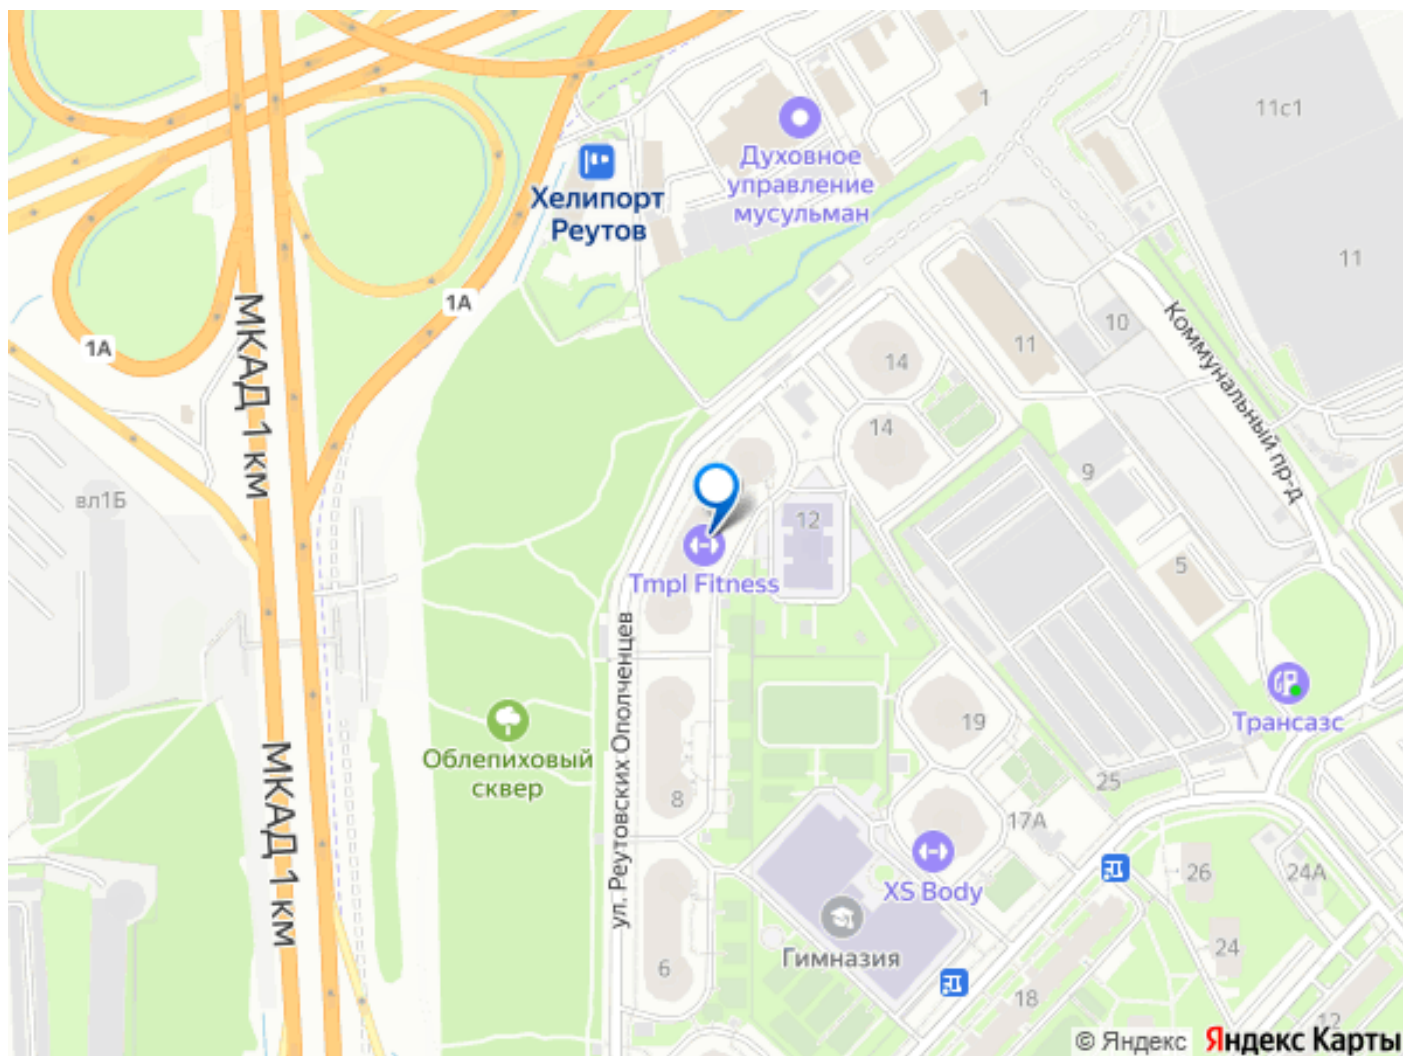 1
11с1
Духовное
управление
мусульман
Хелипорт
Реутов
11
1А
МКАД 1 км
1А
10
Коммунальный пр-д
11
14
14
9
вл1Б
12
5
Tmpl Fitness
ул. Реутовских Ополченцев
19
Трансазс
Облепиховый
сквер
МКАД 1 км
25
8
17А
XS Body
26
24А
Гимназия
24
6
18
12
© Яндекс
Яндекс Карты